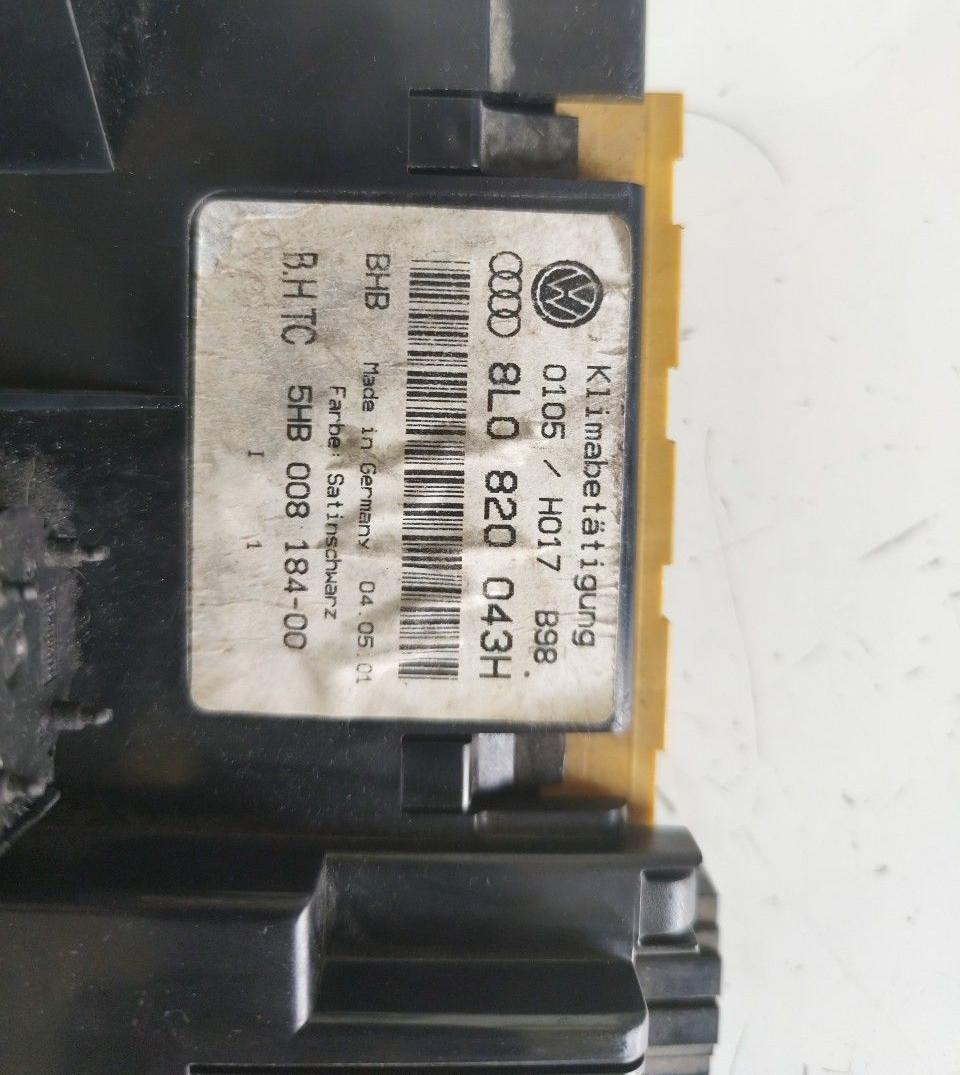 Klimabetätigung
0105 / H017 B98
8L0 820 043H
BHB Made in Germany 04.05.01
Farbe: Satinschwarz
B.HTC 5HB 008 184-00
I 1